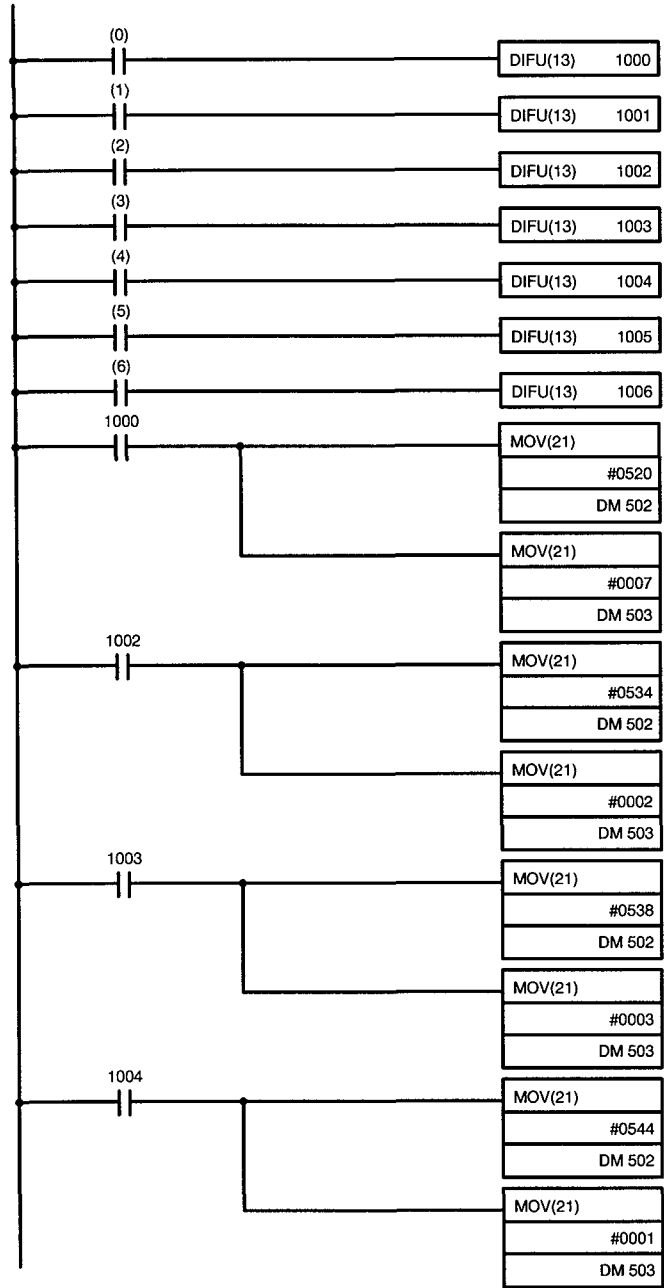 (0)
DIFU(13) 1000
(1)
DIFU(13) 1001
(2)
DIFU(13) 1002
(3)
DIFU(13) 1003
(4)
DIFU(13) 1004
(5)
DIFU(13) 1005
(6)
DIFU(13) 1006
1000
MOV(21)
#0520
DM 502
MOV(21)
#0007
DM 503
1002
MOV(21)
#0534
DM 502
MOV(21)
#0002
DM 503
1003
MOV(21)
#0538
DM 502
MOV(21)
#0003
DM 503
1004
MOV(21)
#0544
DM 502
MOV(21)
#0001
DM 503